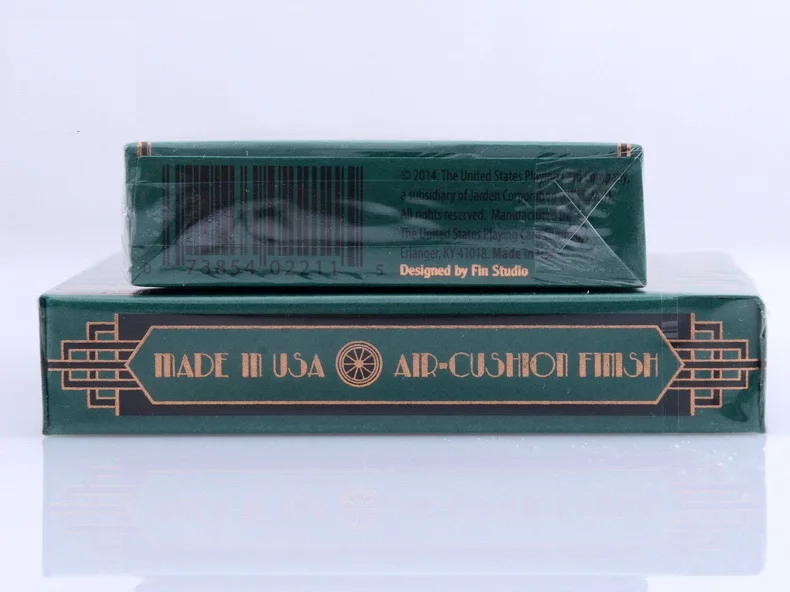 © 2014. The United States Playing Card Company,
a subsidiary of Jarden Corporation
All rights reserved. Manufactured by
The United States Playing Card
Erlanger, KY 41018. Made in USA
Designed by Fin Studio
0 73854 02211 5
MADE IN USA AIR-CUSHION FINISH